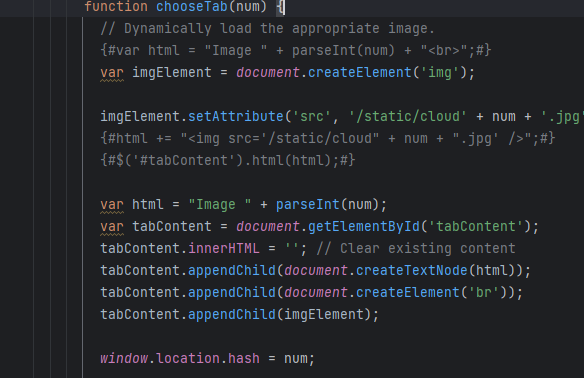 function chooseTab(num) {
// Dynamically load the appropriate image.
{#var html = "Image " + parseInt(num) + "<br>";#}
var imgElement = document.createElement('img');
imgElement.setAttribute('src', '/static/cloud' + num + '.jpg'
{#html += "<img src='/static/cloud" + num + ".jpg' />";#}
{#$('#tabContent').html(html);#}
var html = "Image " + parseInt(num);
var tabContent = document.getElementById('tabContent');
tabContent.innerHTML = ''; // Clear existing content
tabContent.appendChild(document.createTextNode(html));
tabContent.appendChild(document.createElement('br'));
tabContent.appendChild(imgElement);
window.location.hash = num;